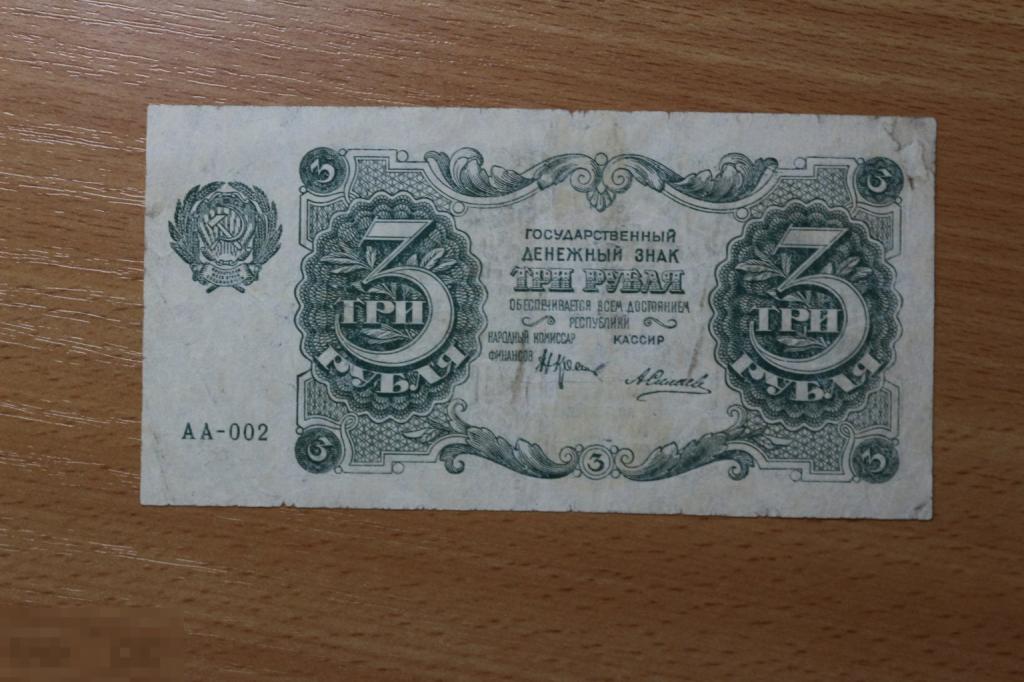 3
3
3
ТРИ
РУБЛЯ
ГОСУДАРСТВЕННЫЙ
ДЕНЕЖНЫЙ ЗНАК
ТРИ РУБЛЯ
ОБЕСПЕЧИВАЕТСЯ ВСЕМ ДОСТОЯНИЕМ
РЕСПУБЛИКИ
НАРОДНЫЙ КОМИССАР
ФИНАНСОВ
КАССИР
3
ТРИ
РУБЛЯ
АА-002
3
3
3